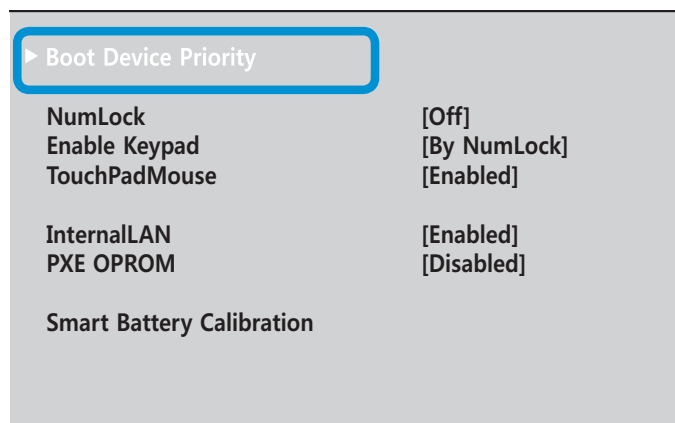 Boot Device Priority
NumLock [Off]
Enable Keypad [By NumLock]
TouchPadMouse [Enabled]
InternalLAN [Enabled]
PXE OPROM [Disabled]
Smart Battery Calibration